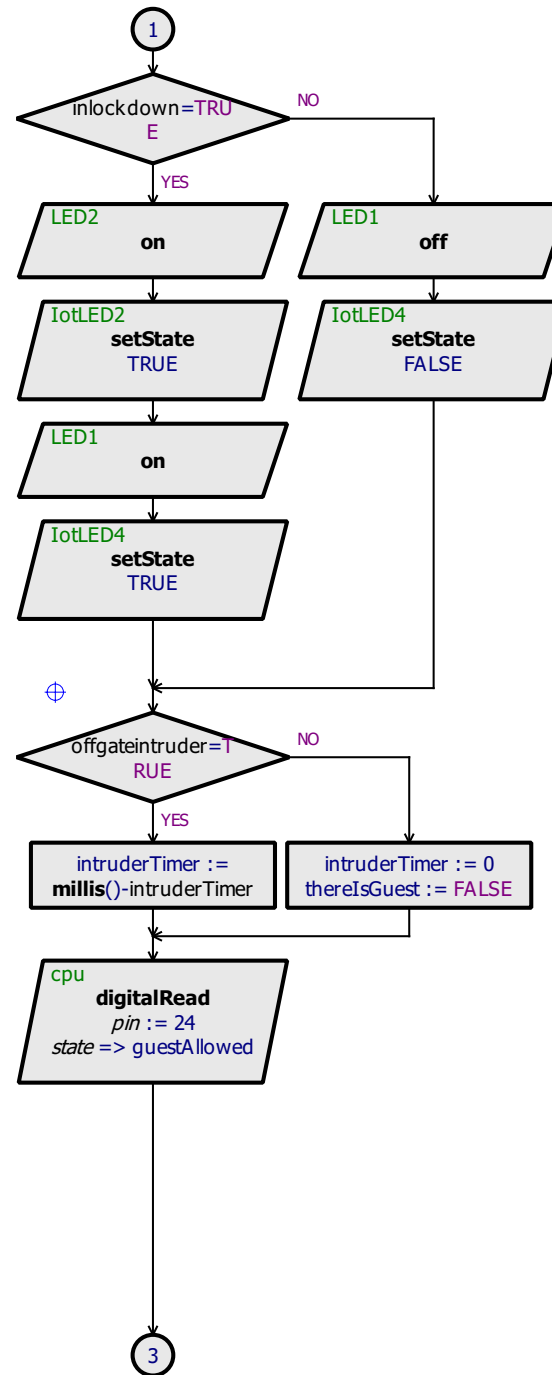 1
inlockdown=TRU
E
NO
YES
LED2
on
LED1
off
IotLED2
setState
TRUE
IotLED4
setState
FALSE
LED1
on
IotLED4
setState
TRUE
offgateintruder=T
RUE
NO
YES
intruderTimer :=
millis()-intruderTimer
intruderTimer := 0
thereIsGuest := FALSE
cpu
digitalRead
pin := 24
state => guestAllowed
3